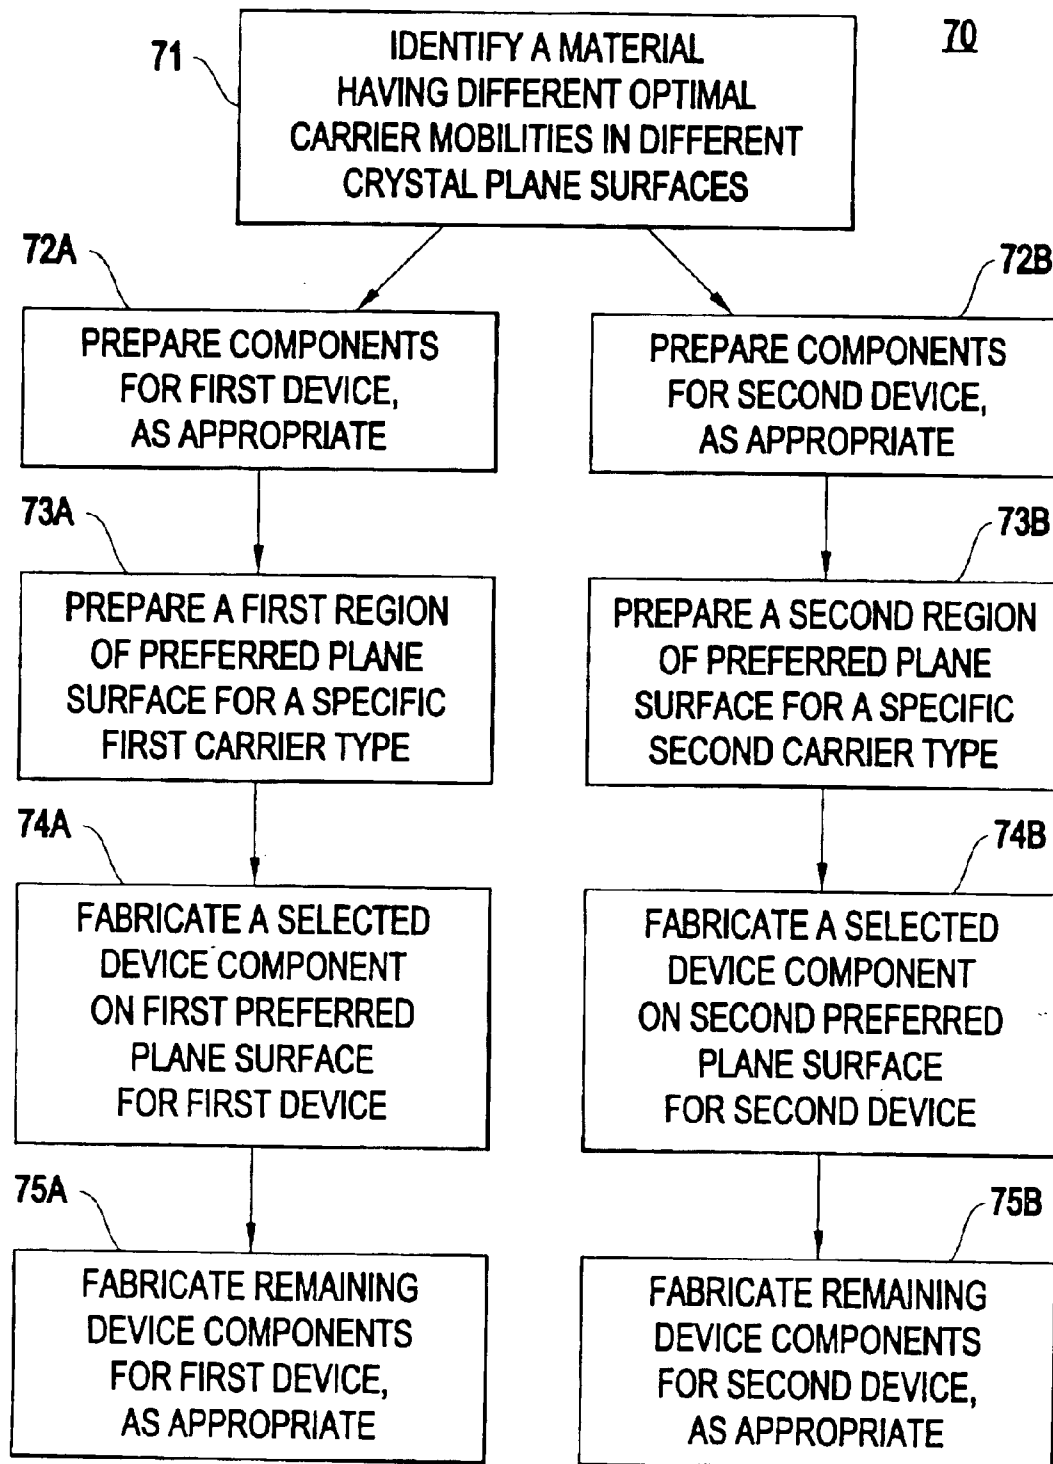 70
71
IDENTIFY A MATERIAL
HAVING DIFFERENT OPTIMAL
CARRIER MOBILITIES IN DIFFERENT
CRYSTAL PLANE SURFACES
72A
PREPARE COMPONENTS
FOR FIRST DEVICE,
AS APPROPRIATE
72B
PREPARE COMPONENTS
FOR SECOND DEVICE,
AS APPROPRIATE
73A
PREPARE A FIRST REGION
OF PREFERRED PLANE
SURFACE FOR A SPECIFIC
FIRST CARRIER TYPE
73B
PREPARE A SECOND REGION
OF PREFERRED PLANE
SURFACE FOR A SPECIFIC
SECOND CARRIER TYPE
74A
FABRICATE A SELECTED
DEVICE COMPONENT
ON FIRST PREFERRED
PLANE SURFACE
FOR FIRST DEVICE
74B
FABRICATE A SELECTED
DEVICE COMPONENT
ON SECOND PREFERRED
PLANE SURFACE
FOR SECOND DEVICE
75A
FABRICATE REMAINING
DEVICE COMPONENTS
FOR FIRST DEVICE,
AS APPROPRIATE
75B
FABRICATE REMAINING
DEVICE COMPONENTS
FOR SECOND DEVICE,
AS APPROPRIATE